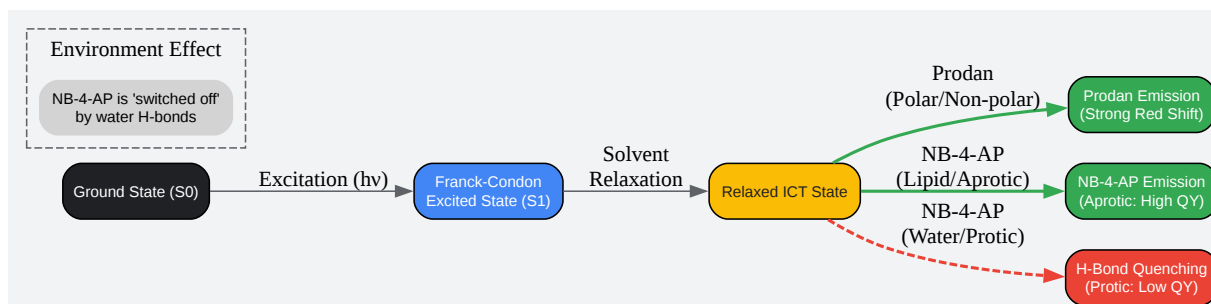 Environment Effect
NB-4-AP is 'switched off'
by water H-bonds
Ground State (S0)
Excitation (hν)
Franck-Condon
Excited State (S1)
Solvent
Relaxation
Relaxed ICT State
Prodan
(Polar/Non-polar)
Prodan Emission
(Strong Red Shift)
NB-4-AP
(Lipid/Aprotic)
NB-4-AP Emission
(Aprotic: High QY)
NB-4-AP
(Water/Protic)
H-Bond Quenching
(Protic: Low QY)